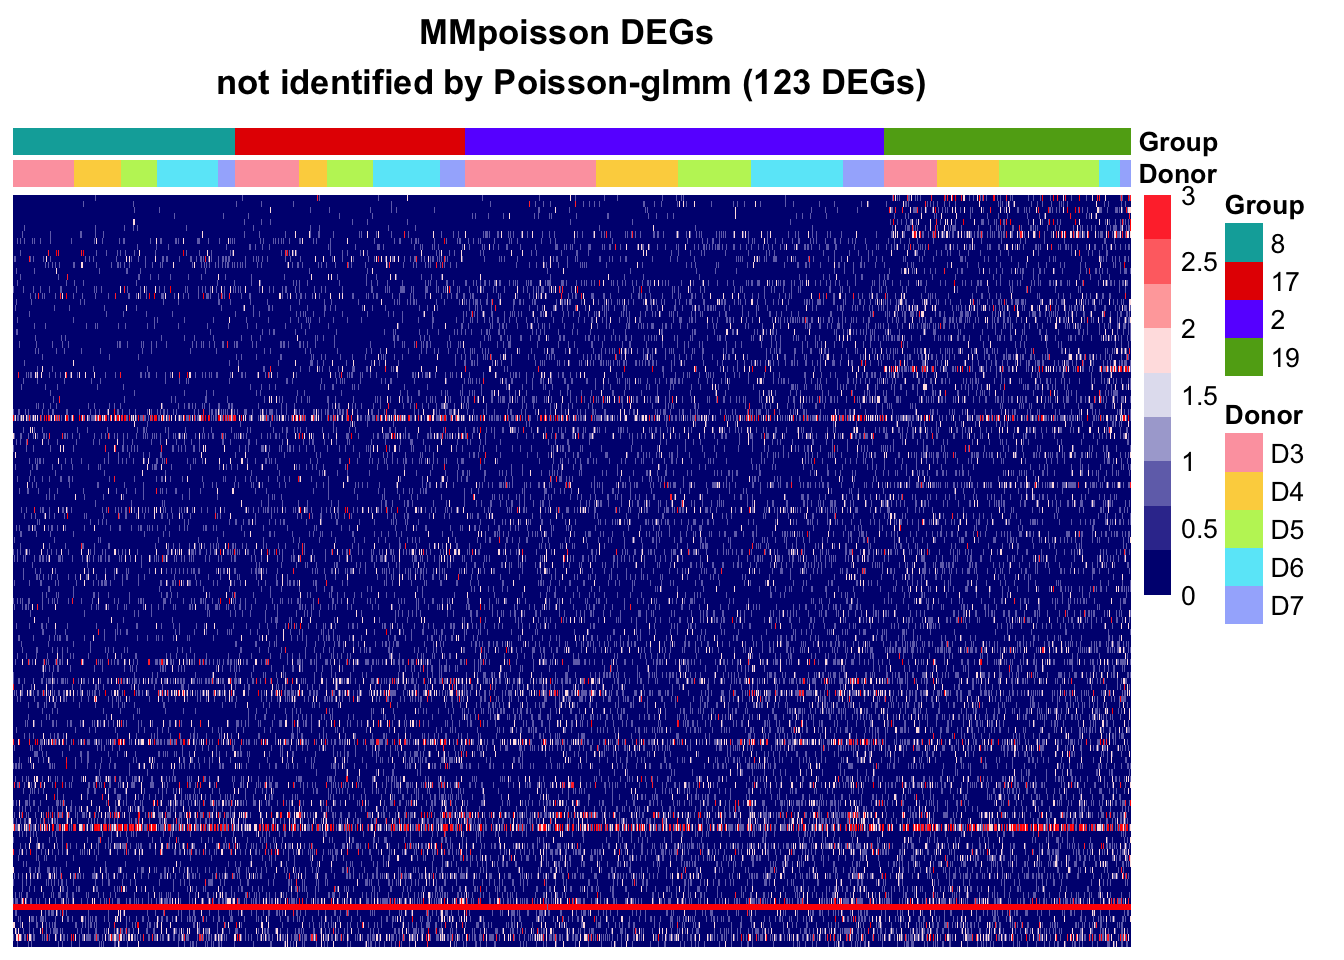 MMpoisson DEGs
not identified by Poisson-glmm (123 DEGs)
Group
Donor
3
2.5
2
1.5
1
0.5
0
Group
8
17
2
19
Donor
D3
D4
D5
D6
D7